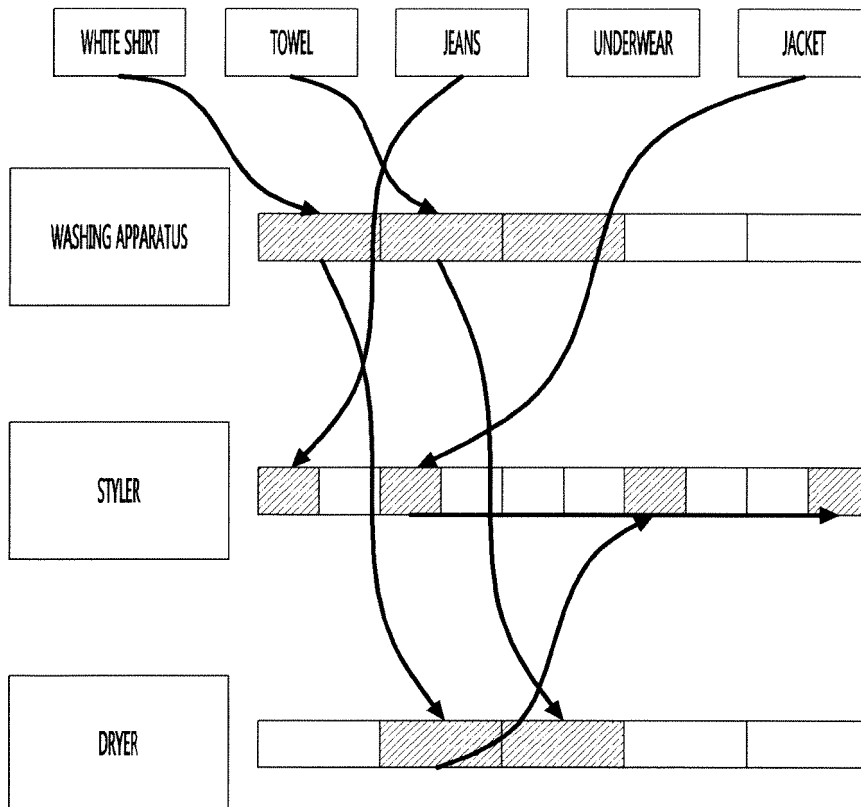 WHITE SHIRT
TOWEL
JEANS
UNDERWEAR
JACKET
WASHING APPARATUS
STYLER
DRYER